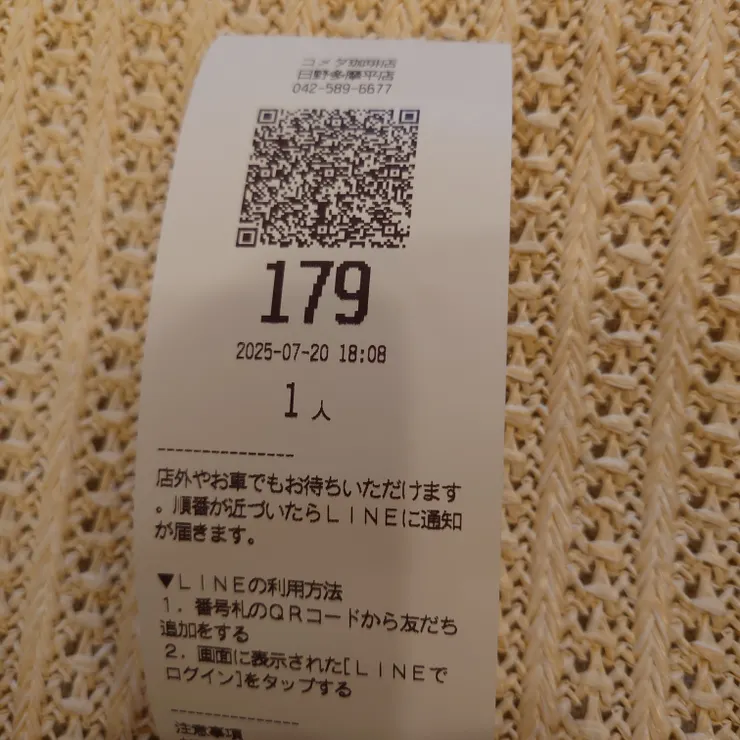 コメダ珈琲店
日野多摩平店
042-589-6677
179
2025-07-20 18:08
1人
---------------
店外やお車でもお待ちいただけます
。順番が近づいたらLINEに通知
が届きます。
▼LINEの利用方法
1．番号札のQRコードから友だち
追加をする
2．画面に表示された[LINEで
ログイン]をタップする
---------------
注意事項